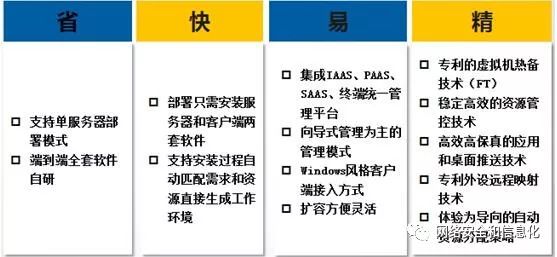 省
支持单服务器部
署模式
端到端全套软件
自研
快
部署只需安装服
务器和客户端两
套软件
支持安装过程自
动匹配需求和资
源直接生成工作
环境
易
集成IAAS、PAAS、
SAAS、终端统一管
理平台
向导式管理为主的
管理模式
Windows风格客户
端接入方式
扩容方便灵活
精
专利的虚拟机热备
技术（FT）
稳定高效的资源管
控技术
高效高保真的应用
和桌面推送技术
专利外设远程映射
技术
体验为导向的自动
资源分配策略
网络安全和信息化